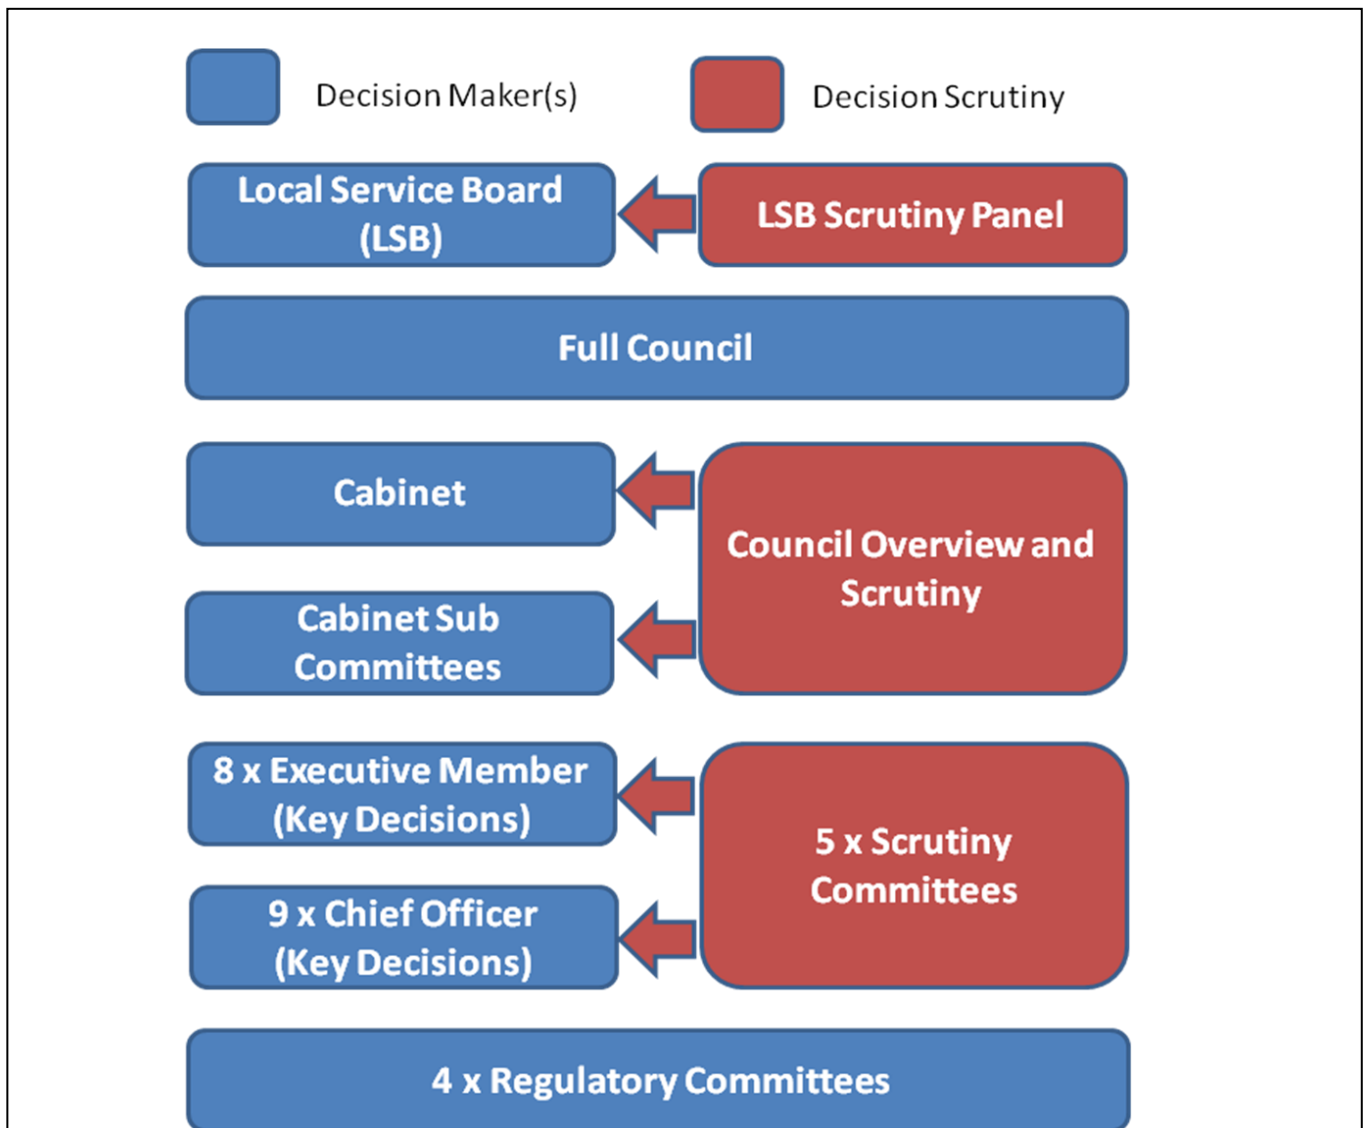 Decision Maker(s)
Decision Scrutiny
Local Service Board
(LSB)
LSB Scrutiny Panel
Full Council
Cabinet
Council Overview and
Scrutiny
Cabinet Sub
Committees
8 x Executive Member
(Key Decisions)
5 x Scrutiny
Committees
9 x Chief Officer
(Key Decisions)
4 x Regulatory Committees